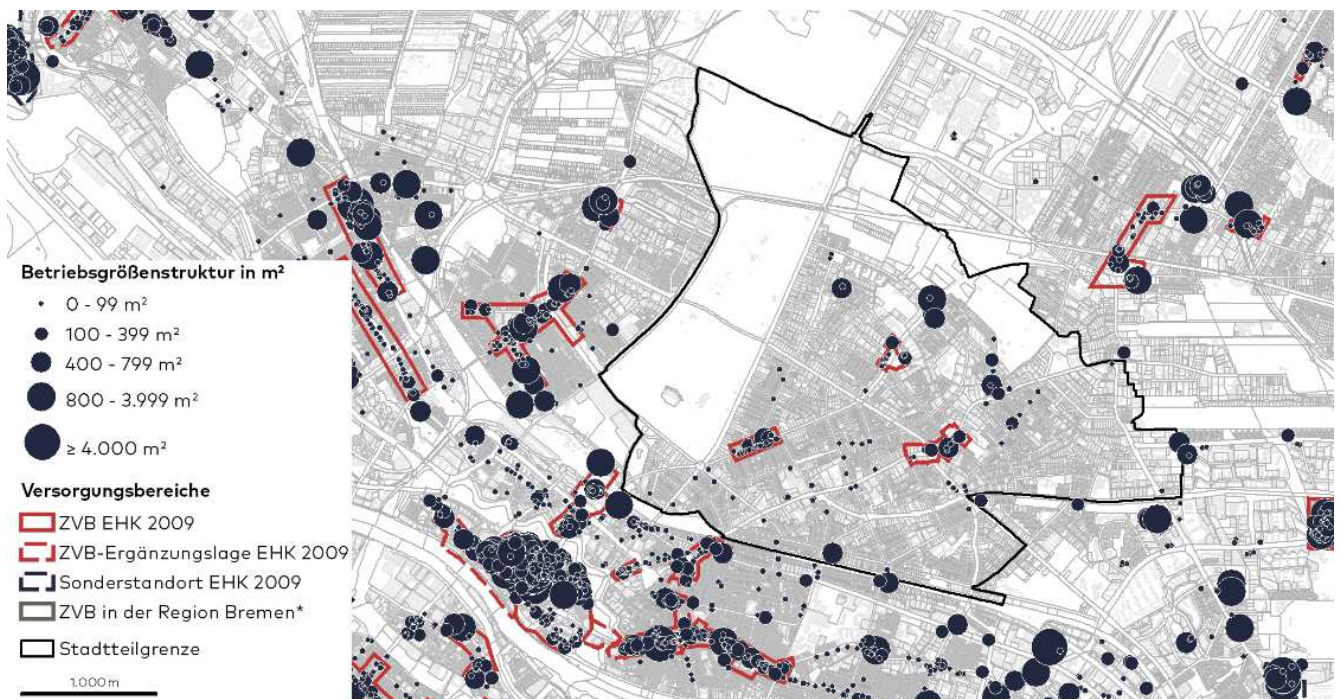 Betriebsgrößenstruktur in m²
0 - 99 m²
100 - 399 m²
400 - 799 m²
800 - 3.999 m²
≥ 4.000 m²
Versorgungsbereiche
ZVB EHK 2009
ZVB-Ergänzungslage EHK 2009
Sonderstandort EHK 2009
ZVB in der Region Bremen*
Stadtteilgrenze
1.000 m